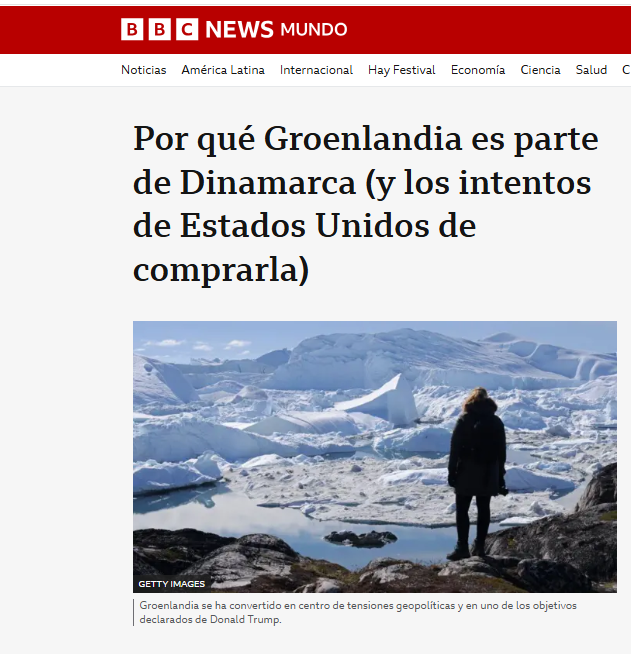 BBC NEWS MUNDO
Noticias América Latina Internacional Hay Festival Economía Ciencia Salud C
Por qué Groenlandia es parte
de Dinamarca (y los intentos
de Estados Unidos de
comprarla)
GETTY IMAGES
Groenlandia se ha convertido en centro de tensiones geopolíticas y en uno de los objetivos
declarados de Donald Trump.